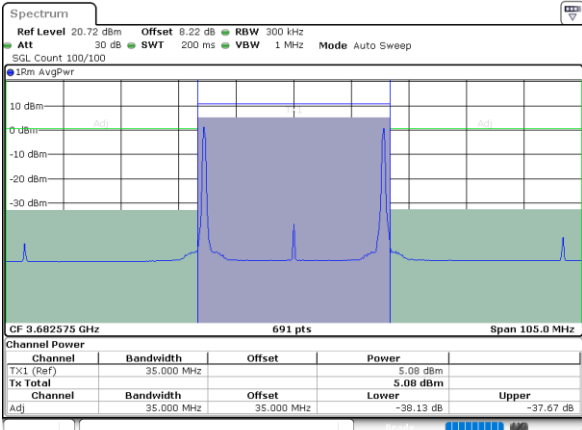 Spectrum
Ref Level 20.72 dBm Offset 8.22 dB RBW 300 kHz
Att 30 dB SWT 200 ms VBW 1 MHz Mode Auto Sweep
SGL Count 100/100
1Rm AvgPwr
10 dBm
Adj Adj
0 dBm
-10 dBm
-20 dBm
-30 dBm
CF 3.682575 GHz 691 pts Span 105.0 MHz
Channel Power
Channel Bandwidth Offset Power
TX1 (Ref) 35.000 MHz 5.08 dBm
Tx Total 5.08 dBm
Channel Bandwidth Offset Lower Upper
Adj 35.000 MHz 35.000 MHz -38.13 dB -37.67 dB